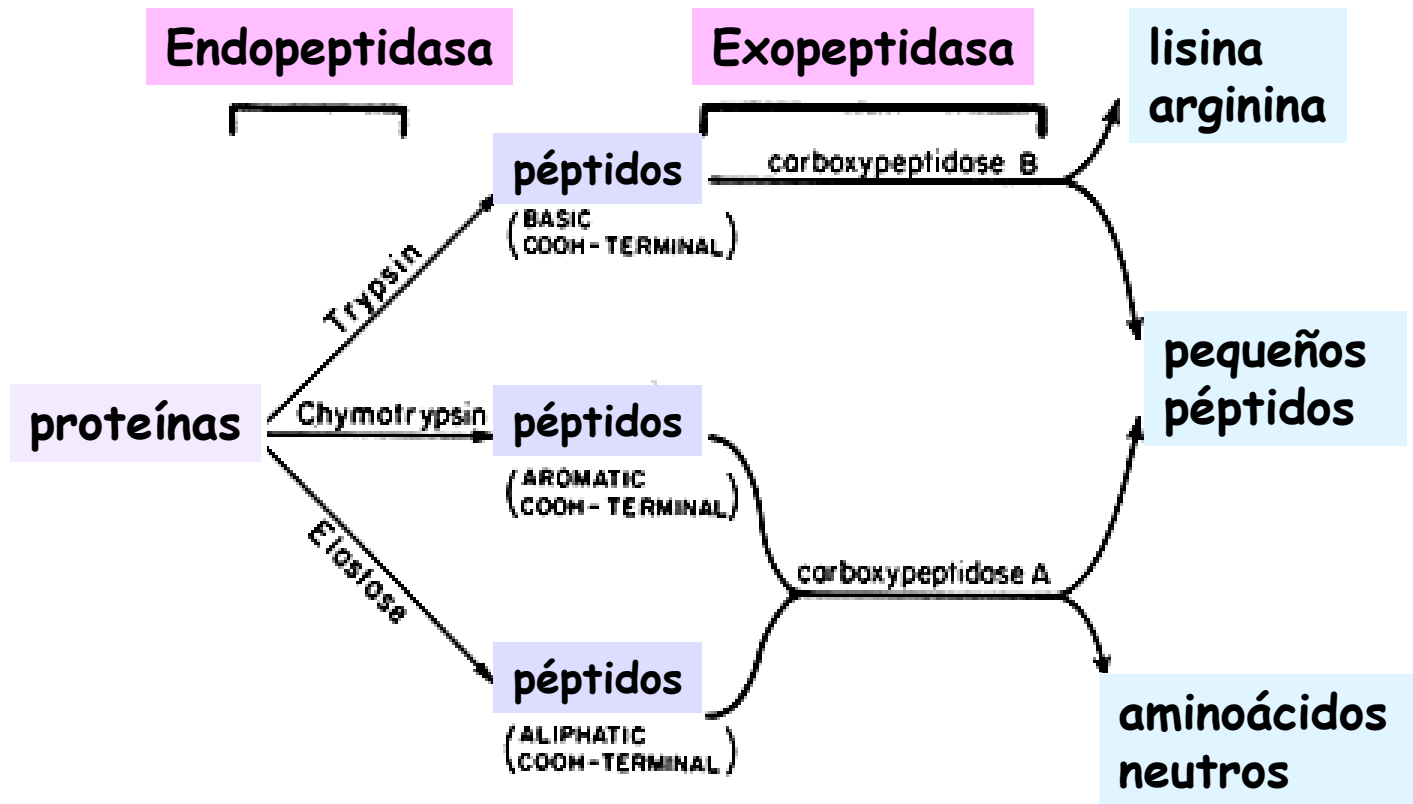 Endopeptidasa
Exopeptidasa
lisina
arginina
péptidos
carboxypeptidase B
(BASIC
COOH-TERMINAL)
Trypsin
pequeños
péptidos
proteínas
Chymotrypsin
péptidos
(AROMATIC
COOH-TERMINAL)
Elastase
carboxypeptidase A
péptidos
(ALIPHATIC
COOH-TERMINAL)
aminoácidos
neutros